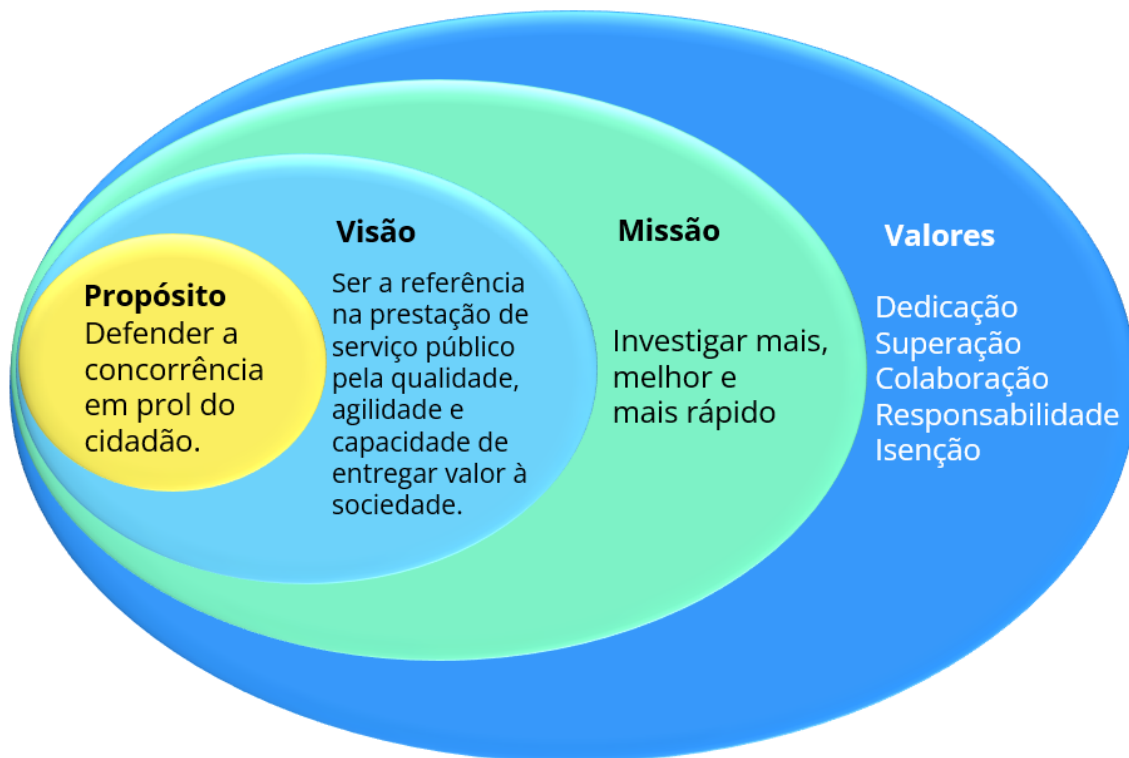 Propósito
Defender a
concorrência
em prol do
cidadão.
Visão
Ser a referência
na prestação de
serviço público
pela qualidade,
agilidade e
capacidade de
entregar valor à
sociedade.
Missão
Investigar mais,
melhor e
mais rápido
Valores
Dedicação
Superação
Colaboração
Responsabilidade
Isenção